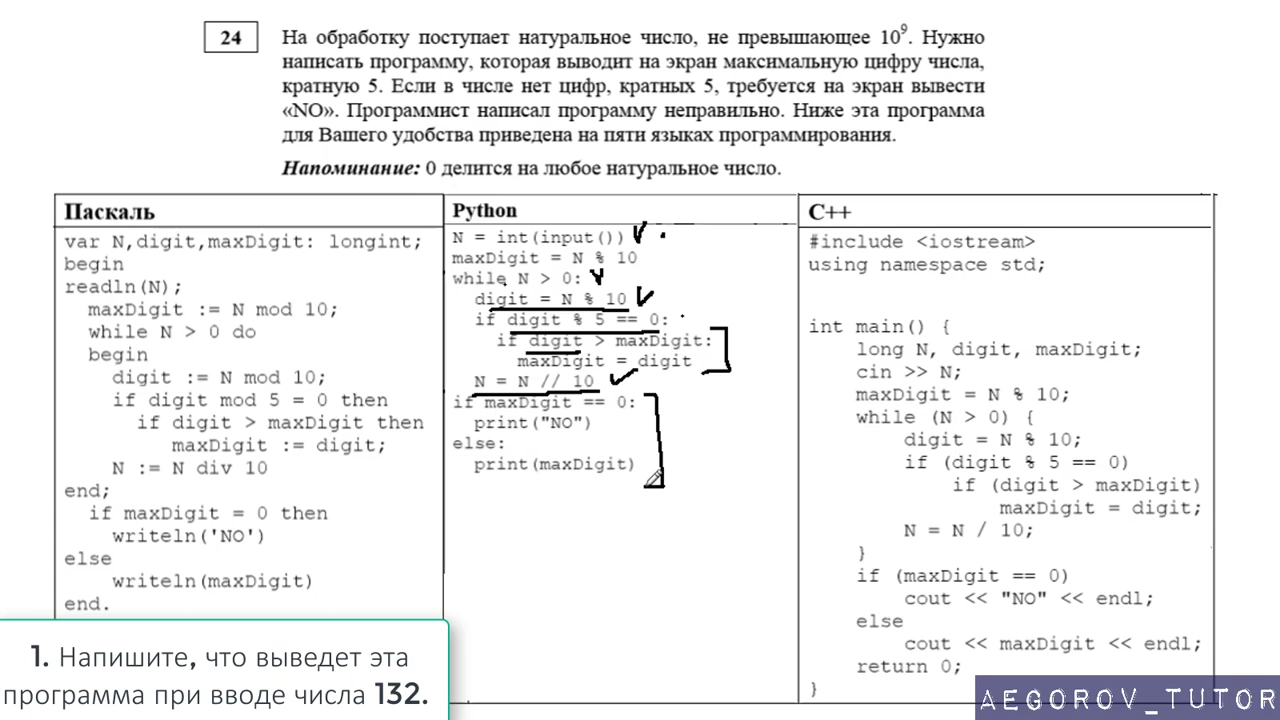 24
На обработку поступает натуральное число, не превышающее 10⁹. Нужно
написать программу, которая выводит на экран максимальную цифру числа,
кратную 5. Если в числе нет цифр, кратных 5, требуется на экран вывести
«NO». Программист написал программу неправильно. Ниже эта программа
для Вашего удобства приведена на пяти языках программирования.
Напоминание: 0 делится на любое натуральное число.
Паскаль
var N,digit,maxDigit: longint;
begin
readln(N);
maxDigit := N mod 10;
while N > 0 do
begin
digit := N mod 10;
if digit mod 5 = 0 then
if digit > maxDigit then
maxDigit := digit;
N := N div 10
end;
if maxDigit = 0 then
writeln('NO')
else
writeln(maxDigit)
end.
Python
N = int(input())
maxDigit = N % 10
while N > 0:
digit = N % 10
if digit % 5 == 0:
if digit > maxDigit:
maxDigit = digit
N = N // 10
if maxDigit == 0:
print("NO")
else:
print(maxDigit)
C++
#include <iostream>
using namespace std;
int main() {
long N, digit, maxDigit;
cin >> N;
maxDigit = N % 10;
while (N > 0) {
digit = N % 10;
if (digit % 5 == 0)
if (digit > maxDigit)
maxDigit = digit;
N = N / 10;
}
if (maxDigit == 0)
cout << "NO" << endl;
else
cout << maxDigit << endl;
return 0;
}
1. Напишите, что выведет эта
программа при вводе числа 132.
AEGOROV_TUTOR